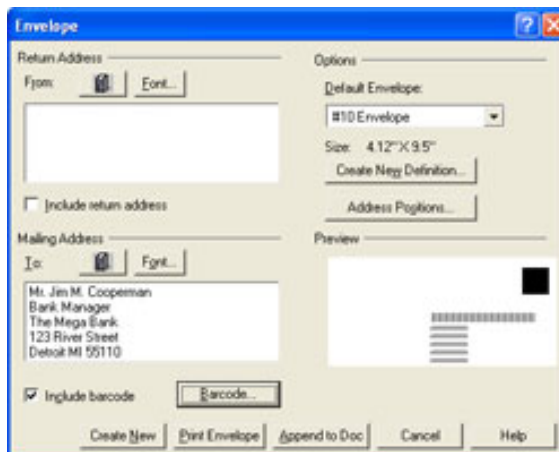 Envelope
Return Address
From:
Font...
Include return address
Mailing Address
To:
Font...
Mr. Jim M. Cooperman
Bank Manager
The Mega Bank
123 River Street
Detroit MI 55110
Include barcode
Barcode...
Options
Default Envelope:
#10 Envelope
Size: 4.12"X 9.5"
Create New Definition...
Address Positions...
Preview
Create New
Print Envelope
Append to Doc
Cancel
Help